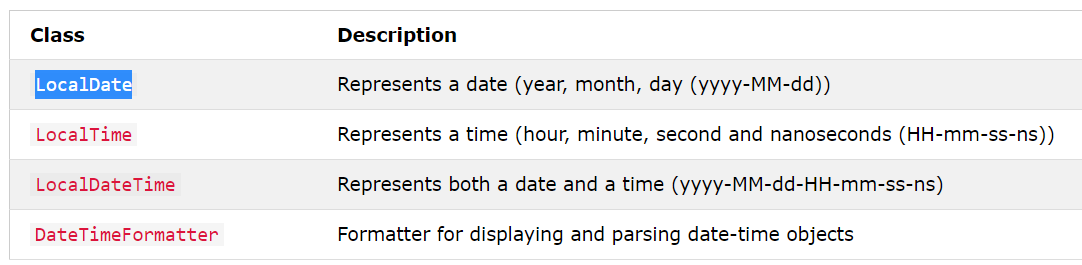 Class Description
LocalDate Represents a date (year, month, day (yyyy-MM-dd))
LocalTime Represents a time (hour, minute, second and nanoseconds (HH-mm-ss-ns))
LocalDateTime Represents both a date and a time (yyyy-MM-dd-HH-mm-ss-ns)
DateTimeFormatter Formatter for displaying and parsing date-time objects